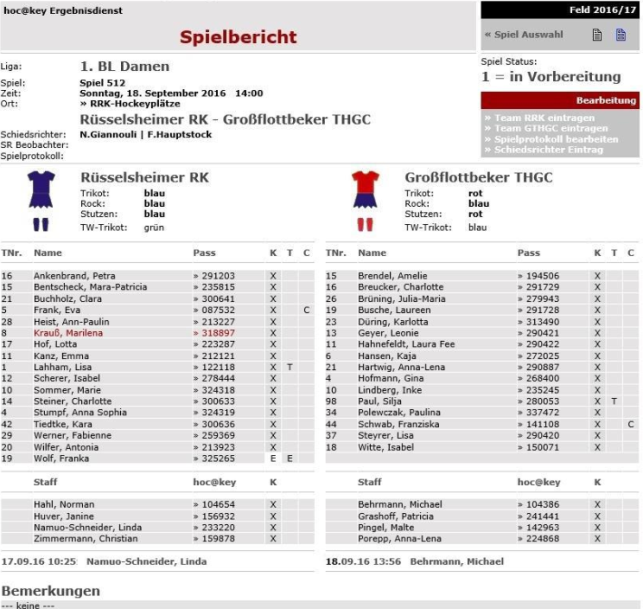 hoc@key Ergebnisdienst
Feld 2016/17
Spielbericht
« Spiel Auswahl
Liga: 1. BL Damen
Spiel: Spiel 512
Zeit: Sonntag, 18. September 2016 14:00
Ort: » RRK-Hockeyplätze
Rüsselsheimer RK - Großflottbeker THGC
Schiedsrichter: N.Giannouli | F.Hauptstock
SR Beobachter:
Spielprotokoll:
Spiel Status:
1 = in Vorbereitung
Bearbeitung
» Team RRK eintragen
» Team GTHGC eintragen
» Spielprotokoll bearbeiten
» Schiedsrichter Eintrag
Rüsselsheimer RK
Trikot: blau
Rock: blau
Stutzen: blau
TW-Trikot: grün
Großflottbeker THGC
Trikot: rot
Rock: blau
Stutzen: rot
TW-Trikot: blau
TNr. Name Pass K T C
16 Ankenbrand, Petra » 291203 X
15 Bentscheck, Mara-Patricia » 235815 X
21 Buchholz, Clara » 300641 X
5 Frank, Eva » 087532 X C
28 Heist, Ann-Paulin » 213227 X
8 Krauß, Marilena » 318897 X
17 Hof, Lotta » 223287 X
11 Kanz, Emma » 212121 X
1 Lahham, Lisa » 122118 X T
12 Scherer, Isabel » 278444 X
10 Sommer, Marie » 324318 X
14 Steiner, Charlotte » 300633 X
4 Stumpf, Anna Sophia » 324319 X
42 Tiedtke, Kara » 300636 X
29 Werner, Fabienne » 259369 X
20 Wilfer, Antonia » 213923 X
19 Wolf, Franka » 325265 E E
Staff hoc@key K
Hahl, Norman » 104654 X
Huver, Janine » 156932 X
Namuo-Schneider, Linda » 233220 X
Zimmermann, Christian » 159878 X
17.09.16 10:25 Namuo-Schneider, Linda
TNr. Name Pass K T C
15 Brendel, Amelie » 194506 X
16 Breucker, Charlotte » 291729 X
26 Brüning, Julia-Maria » 279943 X
19 Busche, Laureen » 291728 X
23 Düring, Karlotta » 313490 X
13 Geyer, Leonie » 290421 X
11 Hahnefeldt, Laura Fee » 290422 X
6 Hansen, Kaja » 272025 X
21 Hartwig, Anna-Lena » 290887 X
4 Hofmann, Gina » 268400 X
10 Lindberg, Inke » 235245 X
98 Paul, Silja » 280053 X T
34 Polewczak, Paulina » 337472 X
44 Schwab, Franziska » 141108 X C
37 Steyrer, Lisa » 290420 X
18 Witte, Isabel » 150071 X
Staff hoc@key K
Behrmann, Michael » 104386 X
Grashoff, Patricia » 241441 X
Pingel, Malte » 142963 X
Porepp, Anna-Lena » 224868 X
18.09.16 13:56 Behrmann, Michael
Bemerkungen
--- keine ---